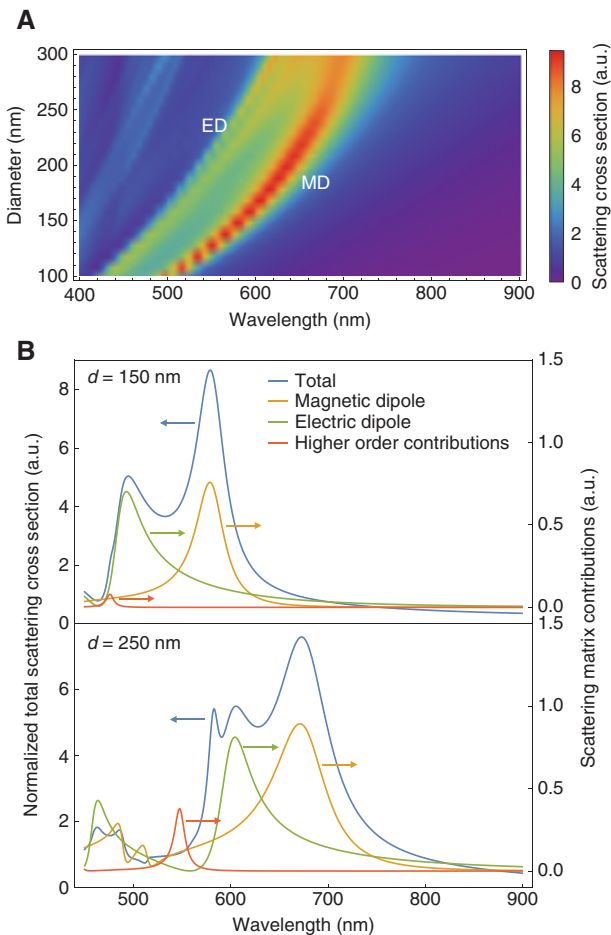 A
300
250
200
150
100
Diameter (nm)
ED
MD
400
500
600
700
800
900
Wavelength (nm)
8
6
4
2
0
Scattering cross section (a.u.)
B
d = 150 nm
Total
Magnetic dipole
Electric dipole
Higher order contributions
8
6
4
2
0
1.5
1.0
0.5
0.0
d = 250 nm
6
4
2
0
1.5
1.0
0.5
0.0
Normalized total scattering cross section (a.u.)
Scattering matrix contributions (a.u.)
500
600
700
800
900
Wavelength (nm)